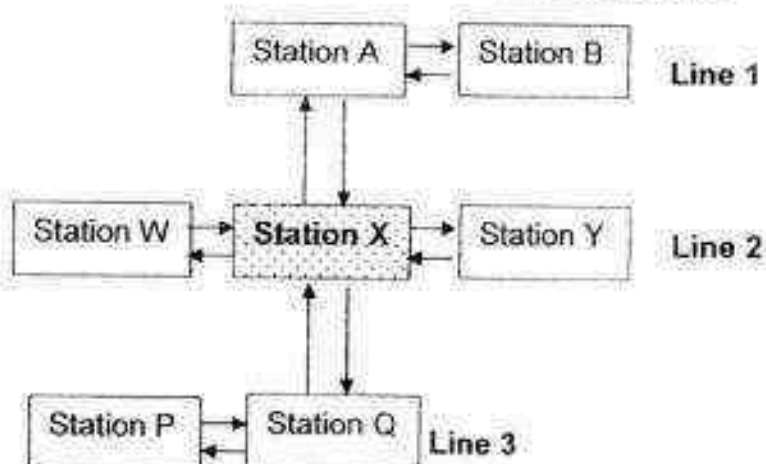 Station A
Station B
Line 1
Station W
Station X
Station Y
Line 2
Station P
Station Q
Line 3